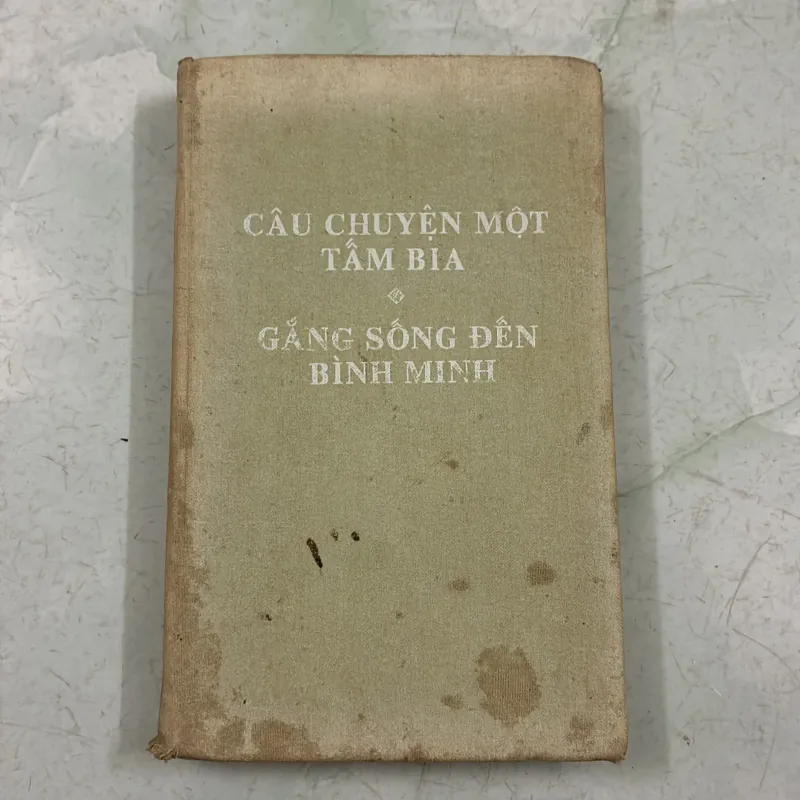 CÂU CHUYỆN MỘT
TẤM BIA
GẮNG SỐNG ĐẾN
BÌNH MINH